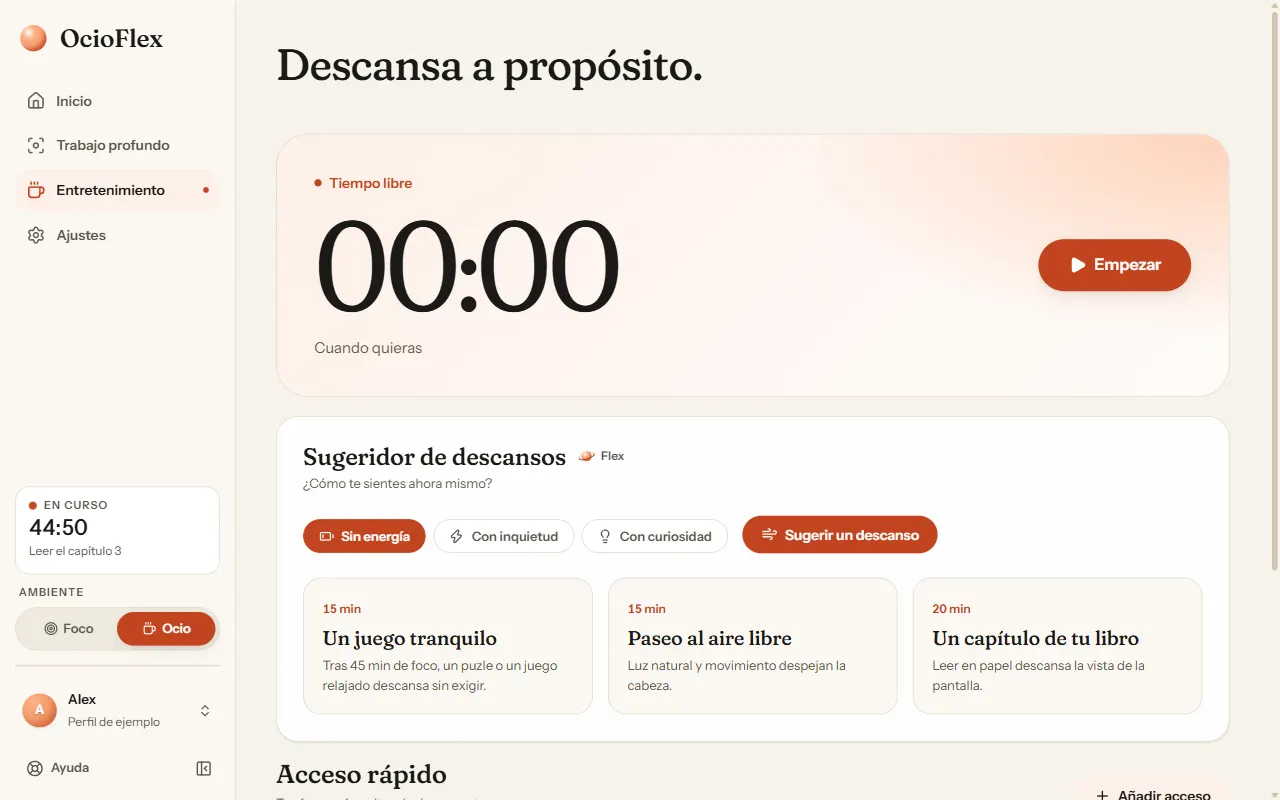 OcioFlex
Inicio
Trabajo profundo
Entretenimiento
Ajustes
EN CURSO
44:50
Leer el capítulo 3
AMBIENTE
Foco
Ocio
A
Alex
Perfil de ejemplo
Ayuda
Descansa a propósito.
Tiempo libre
00:00
Cuando quieras
Empezar
Sugeridor de descansos
Flex
¿Cómo te sientes ahora mismo?
Sin energía
Con inquietud
Con curiosidad
Sugerir un descanso
15 min
Un juego tranquilo
Tras 45 min de foco, un puzle o un juego
relajado descansa sin exigir.
15 min
Paseo al aire libre
Luz natural y movimiento despejan la
cabeza.
20 min
Un capítulo de tu libro
Leer en papel descansa la vista de la
pantalla.
Acceso rápido
Añadir acceso